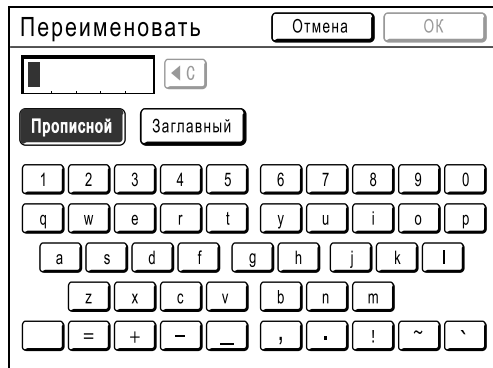 Переименовать Отмена OK
◀ C
Прописной Заглавный
1 2 3 4 5 6 7 8 9 0
q w e r t y u i o p
a s d f g h j k l
z x c v b n m
= + - _ , . ! ~ `